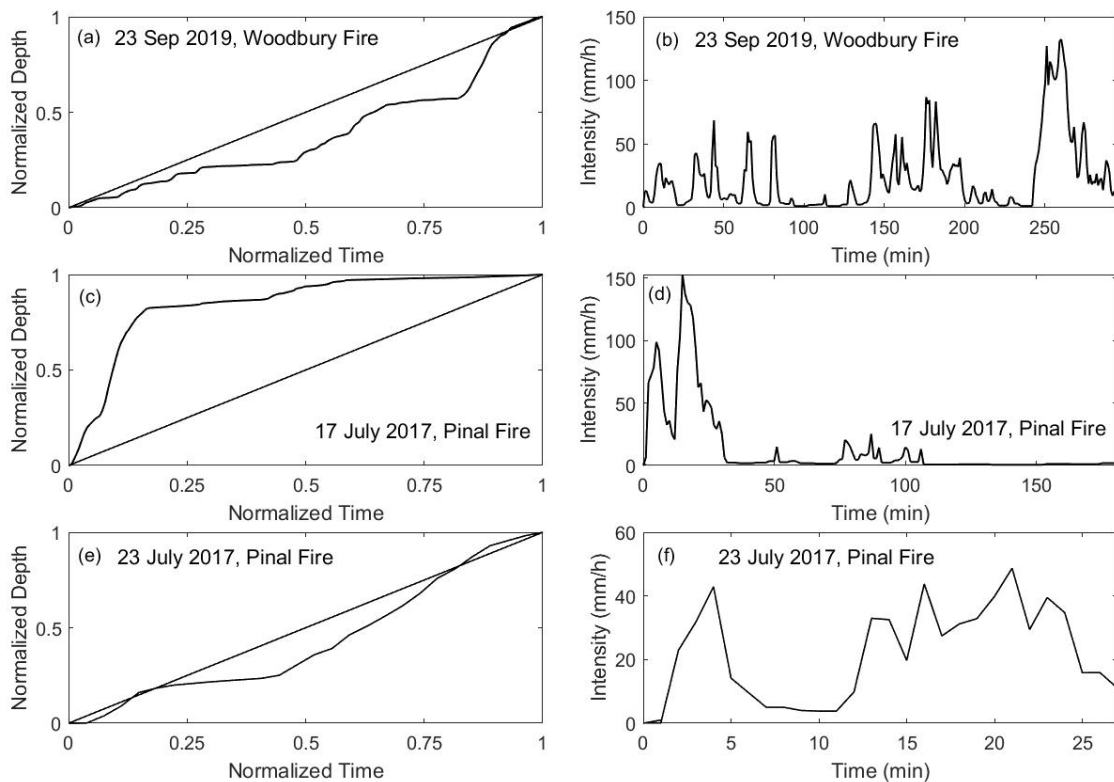 (a) 23 Sep 2019, Woodbury Fire
1
0.5
0
Normalized Depth
0 0.25 0.5 0.75 1
Normalized Time
(b) 23 Sep 2019, Woodbury Fire
150
100
50
0
Intensity (mm/h)
0 50 100 150 200 250
Time (min)
(c)
17 July 2017, Pinal Fire
1
0.5
0
Normalized Depth
0 0.25 0.5 0.75 1
Normalized Time
(d)
17 July 2017, Pinal Fire
150
100
50
0
Intensity (mm/h)
0 50 100 150
Time (min)
(e) 23 July 2017, Pinal Fire
1
0.5
0
Normalized Depth
0 0.25 0.5 0.75 1
Normalized Time
(f) 23 July 2017, Pinal Fire
60
40
20
0
Intensity (mm/h)
0 5 10 15 20 25
Time (min)